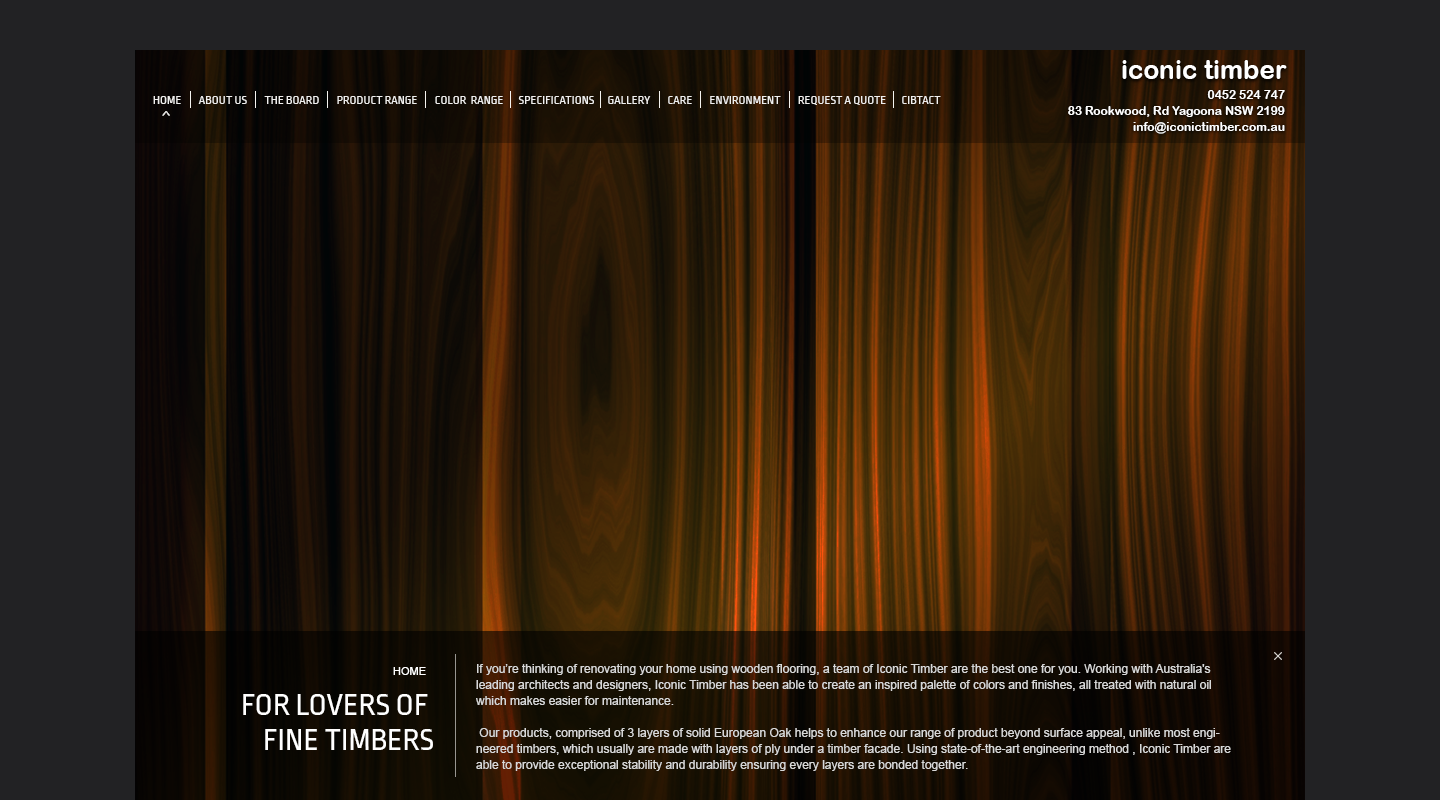 iconic timber
0452 524 747
83 Rookwood, Rd Yagoona NSW 2199
info@iconictimber.com.au
HOME ABOUT US THE BOARD PRODUCT RANGE COLOR RANGE SPECIFICATIONS GALLERY CARE ENVIRONMENT REQUEST A QUOTE CIBTACT
HOME
FOR LOVERS OF
FINE TIMBERS
If you're thinking of renovating your home using wooden flooring, a team of Iconic Timber are the best one for you. Working with Australia's
leading architects and designers, Iconic Timber has been able to create an inspired palette of colors and finishes, all treated with natural oil
which makes easier for maintenance.
Our products, comprised of 3 layers of solid European Oak helps to enhance our range of product beyond surface appeal, unlike most engi-
neered timbers, which usually are made with layers of ply under a timber facade. Using state-of-the-art engineering method , Iconic Timber are
able to provide exceptional stability and durability ensuring every layers are bonded together.